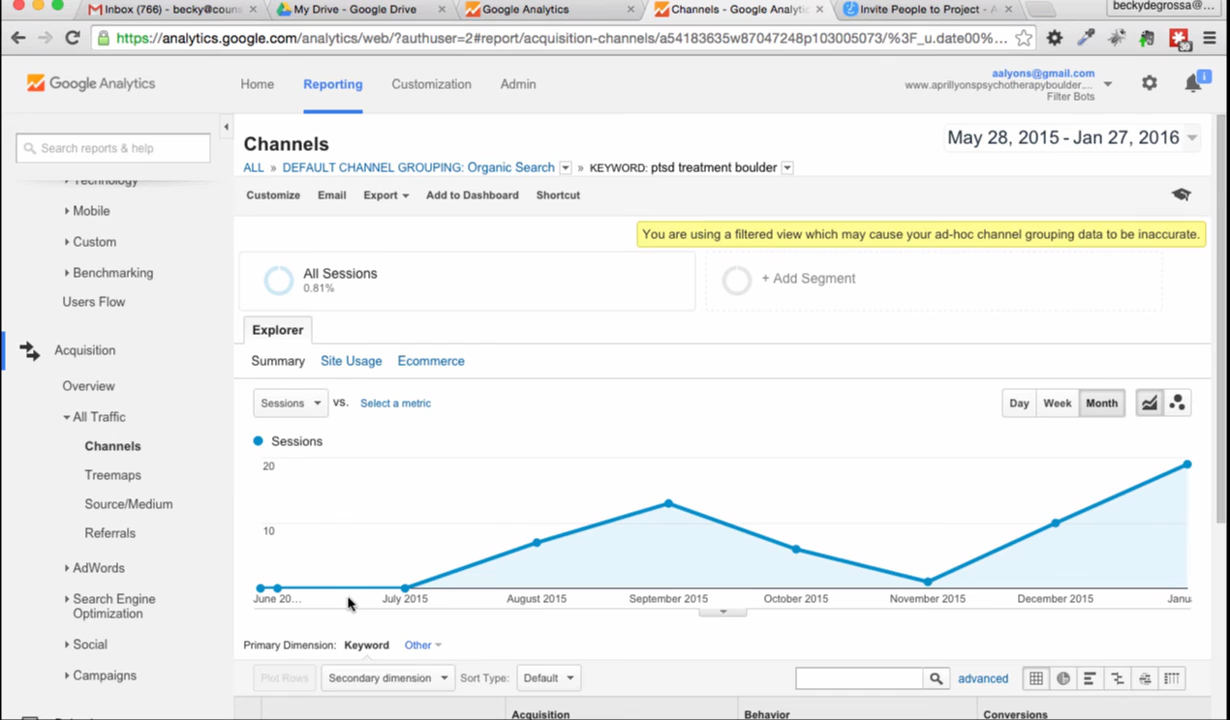 Inbox (766) - becky@couns
My Drive - Google Drive
Google Analytics
Channels - Google Analytic
Invite People to Project - A
beckydegrossa@...
https://analytics.google.com/analytics/web/?authuser=2#report/acquisition-channels/a54183635w87047248p103005073/%3F_u.date00%...
Google Analytics
Home
Reporting
Customization
Admin
aalyons@gmail.com
www.aprillyonspsychotherapyboulder....
Filter Bots
Search reports & help
Technology
Mobile
Custom
Benchmarking
Users Flow
Acquisition
Overview
All Traffic
Channels
Treemaps
Source/Medium
Referrals
AdWords
Search Engine
Optimization
Social
Campaigns
Channels
May 28, 2015 - Jan 27, 2016
ALL » DEFAULT CHANNEL GROUPING: Organic Search » KEYWORD: ptsd treatment boulder
Customize Email Export Add to Dashboard Shortcut
You are using a filtered view which may cause your ad-hoc channel grouping data to be inaccurate.
All Sessions
0.81%
+ Add Segment
Explorer
Summary Site Usage Ecommerce
Sessions VS. Select a metric
Day Week Month
Sessions
20
10
June 20... July 2015 August 2015 September 2015 October 2015 November 2015 December 2015 Janu
Primary Dimension: Keyword Other
Plot Rows Secondary dimension Sort Type: Default advanced
Acquisition Behavior Conversions